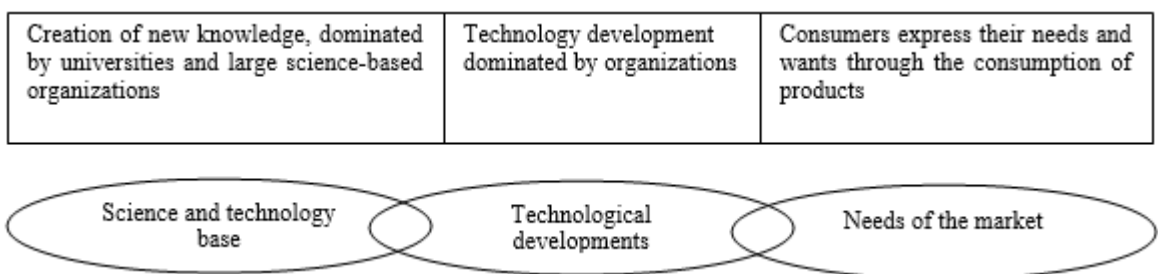 Creation of new knowledge, dominated
by universities and large science-based
organizations
Technology development
dominated by organizations
Consumers express their needs and
wants through the consumption of
products
Science and technology
base
Technological
developments
Needs of the market